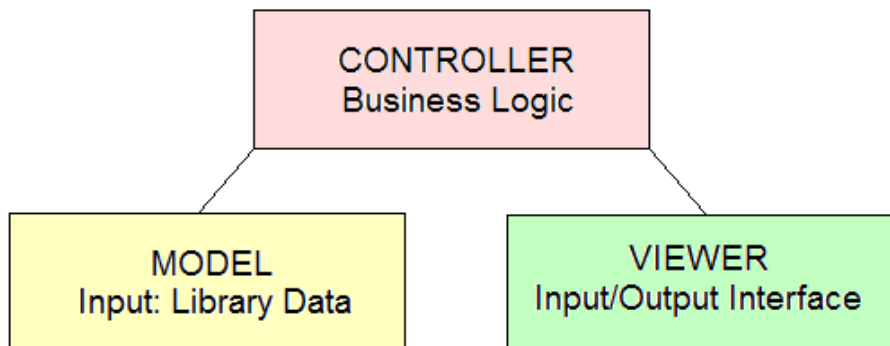 CONTROLLER
Business Logic
MODEL
Input: Library Data
VIEWER
Input/Output Interface